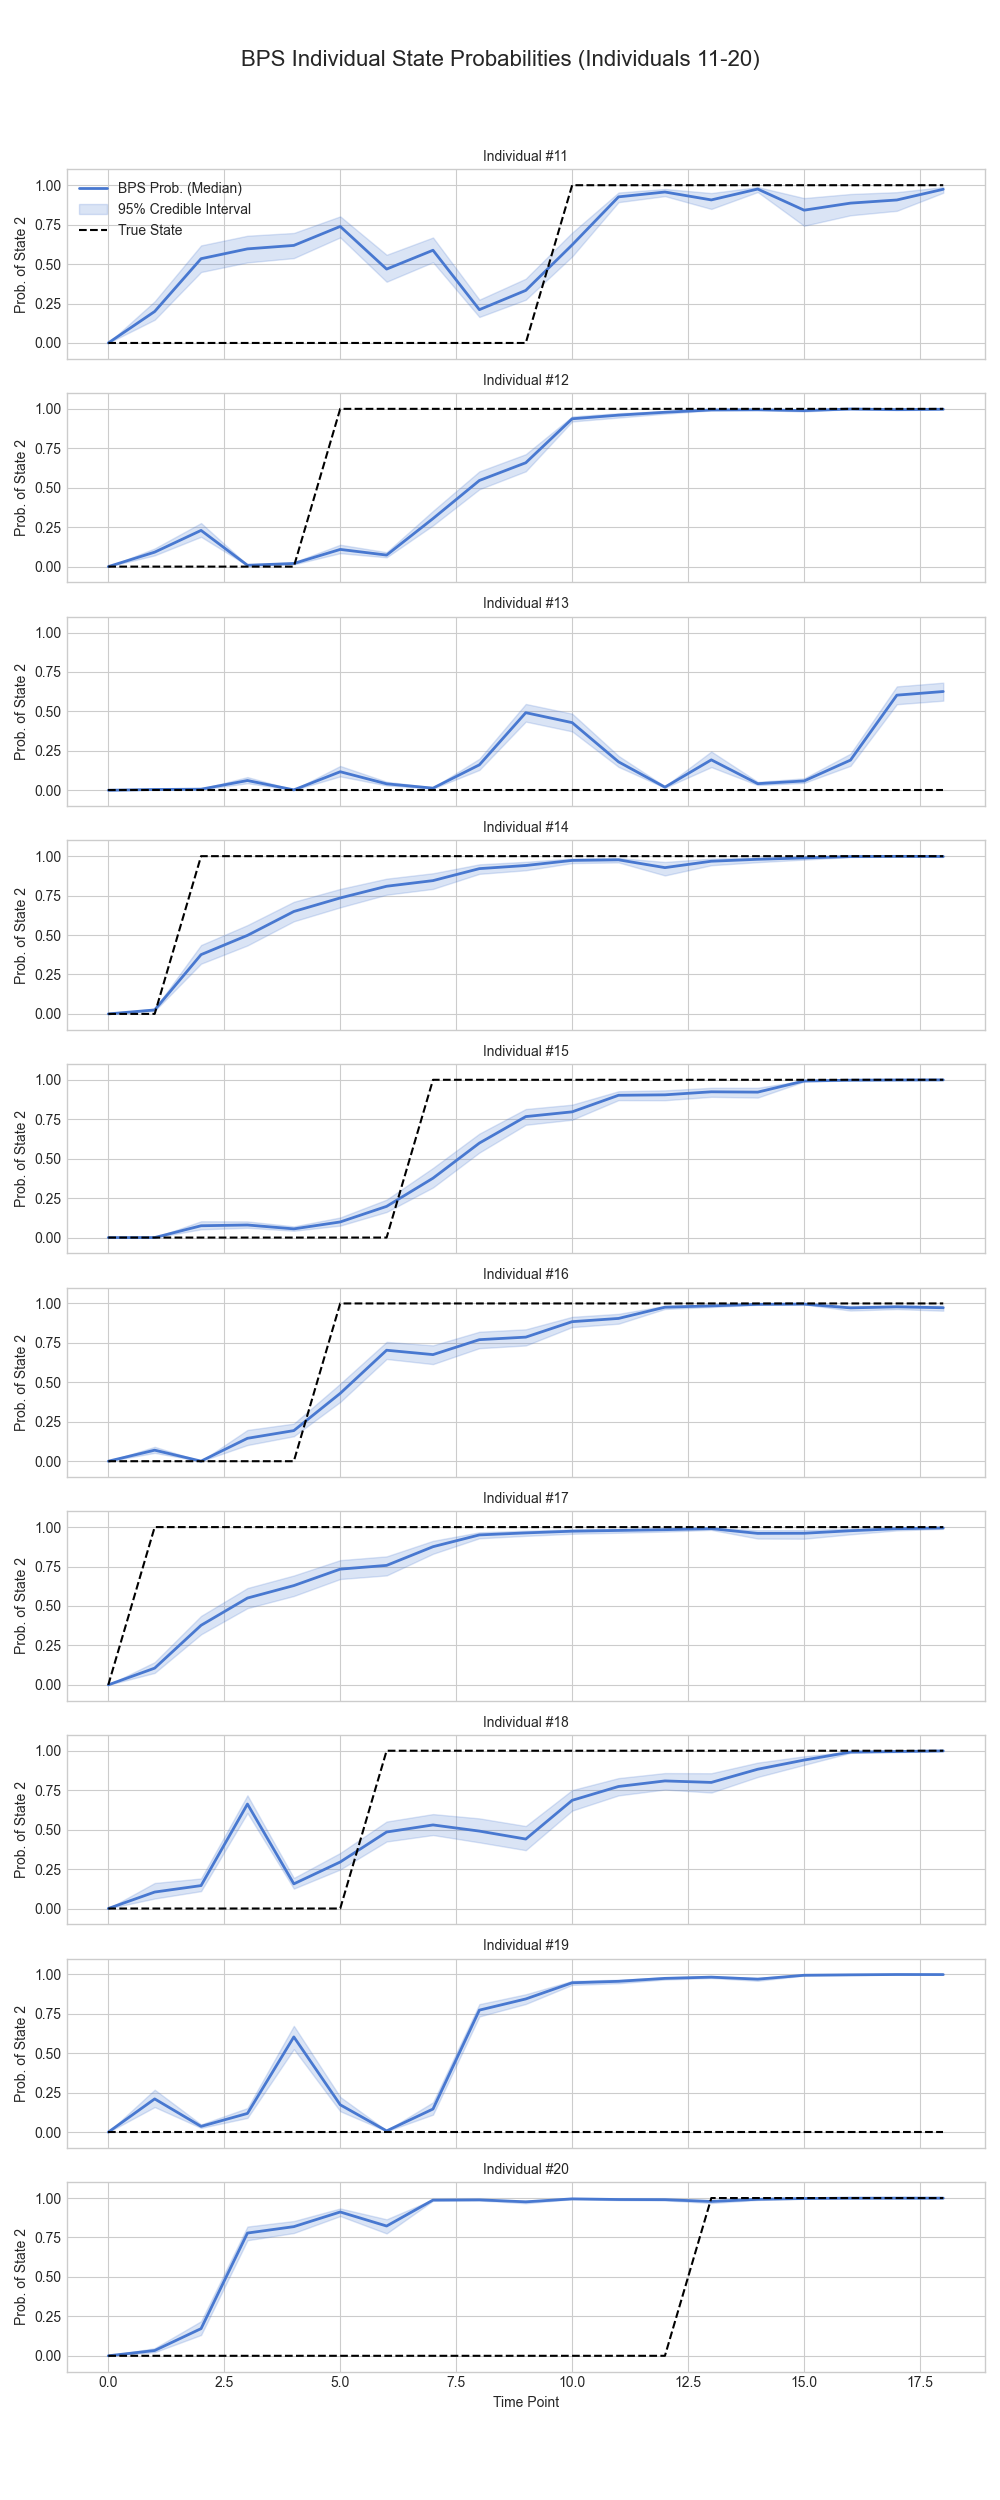 BPS Individual State Probabilities (Individuals 11-20)
Individual #11
1.00
0.75
0.50
0.25
0.00
Prob. of State 2
BPS Prob. (Median)
95% Credible Interval
True State
Individual #12
1.00
0.75
0.50
0.25
0.00
Prob. of State 2
Individual #13
1.00
0.75
0.50
0.25
0.00
Prob. of State 2
Individual #14
1.00
0.75
0.50
0.25
0.00
Prob. of State 2
Individual #15
1.00
0.75
0.50
0.25
0.00
Prob. of State 2
Individual #16
1.00
0.75
0.50
0.25
0.00
Prob. of State 2
Individual #17
1.00
0.75
0.50
0.25
0.00
Prob. of State 2
Individual #18
1.00
0.75
0.50
0.25
0.00
Prob. of State 2
Individual #19
1.00
0.75
0.50
0.25
0.00
Prob. of State 2
Individual #20
1.00
0.75
0.50
0.25
0.00
Prob. of State 2
0.0 2.5 5.0 7.5 10.0 12.5 15.0 17.5
Time Point